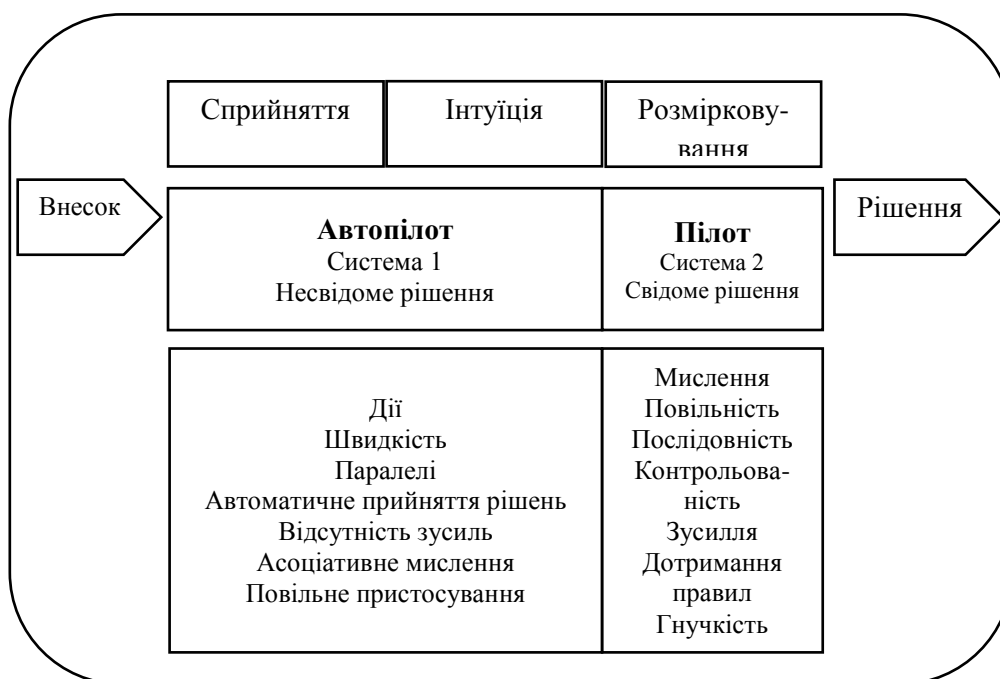 Сприйняття
Інтуїція
Розмірkову-
вання
Внесок
Автопілот
Система 1
Несвідоме рішення
Пілот
Система 2
Свідоме рішення
Рішення
Дії
Швидкість
Паралелі
Автоматичне прийняття рішень
Відсутність зусиль
Асоціативне мислення
Повільне пристосування
Мислення
Повільність
Послідовність
Контрольова-
ність
Зусилля
Дотримання
правил
Гнучкість